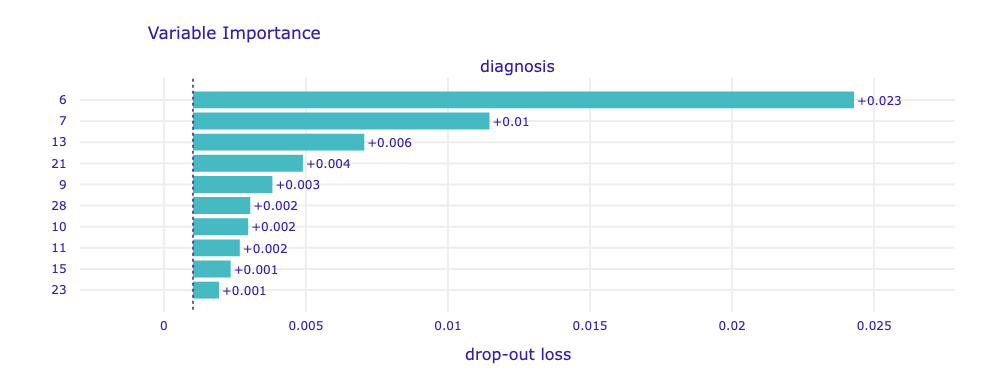 Variable Importance
diagnosis
6 +0.023
7 +0.01
13 +0.006
21 +0.004
9 +0.003
28 +0.002
10 +0.002
11 +0.002
15 +0.001
23 +0.001
0 0.005 0.01 0.015 0.02 0.025
drop-out loss